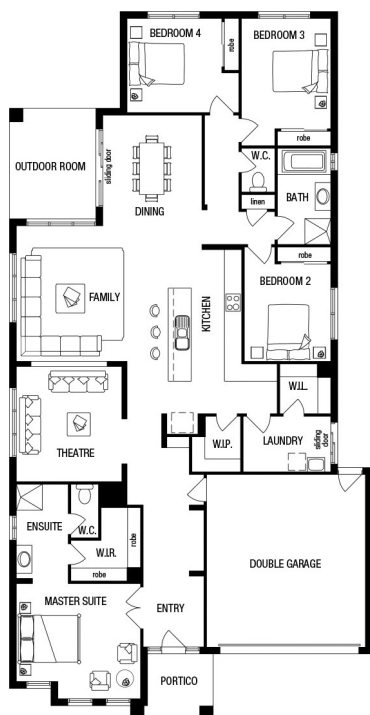 BEDROOM 4
robe
BEDROOM 3
robe
OUTDOOR ROOM
sliding door
DINING
W.C.
linen
BATH
robe
BEDROOM 2
FAMILY
KITCHEN
W.I.L.
THEATRE
W.I.P.
LAUNDRY
sliding door
ENSUITE
W.C.
W.I.R.
robe
robe
DOUBLE GARAGE
MASTER SUITE
ENTRY
PORTICO